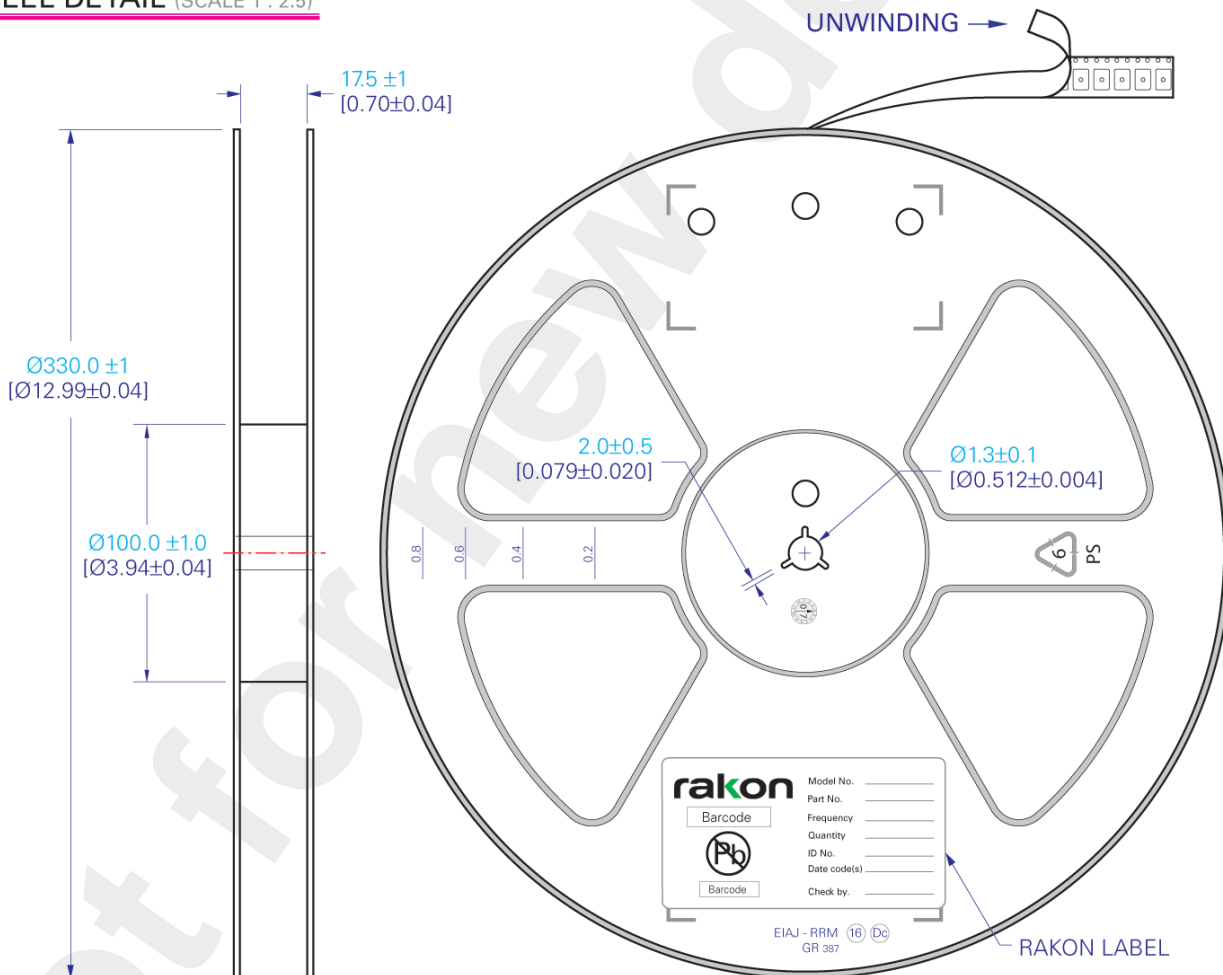 DETAIL (SCALE 1 : 2.5)
UNWINDING
17.5 ±1
[0.70±0.04]
Ø330.0 ±1
[Ø12.99±0.04]
2.0±0.5
[0.079±0.020]
Ø1.3±0.1
[Ø0.512±0.004]
Ø100.0 ±1.0
[Ø3.94±0.04]
0.8
0.6
0.4
0.2
6
PS
rakon
Barcode
Pb
Barcode
Model No.
Part No.
Frequency
Quantity
ID No.
Date code(s)
Check by.
EIAJ - RRM 16 Dc
GR 387
RAKON LABEL
for new